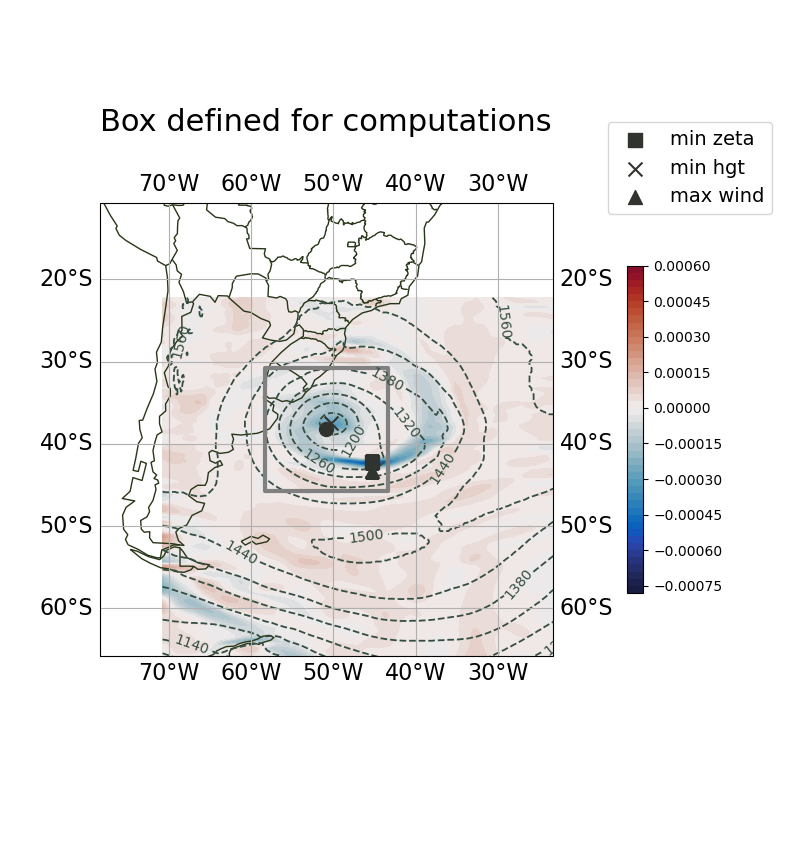 Box defined for computations
min zeta
min hgt
max wind
70°W 60°W 50°W 40°W 30°W
20°S 20°S
30°S 30°S
40°S 40°S
50°S 50°S
60°S 60°S
70°W 60°W 50°W 40°W 30°W
1560
1560
1380
1320
1200
1260
1440
1500
1440
1380
1140
0.00060
0.00045
0.00030
0.00015
0.00000
−0.00015
−0.00030
−0.00045
−0.00060
−0.00075